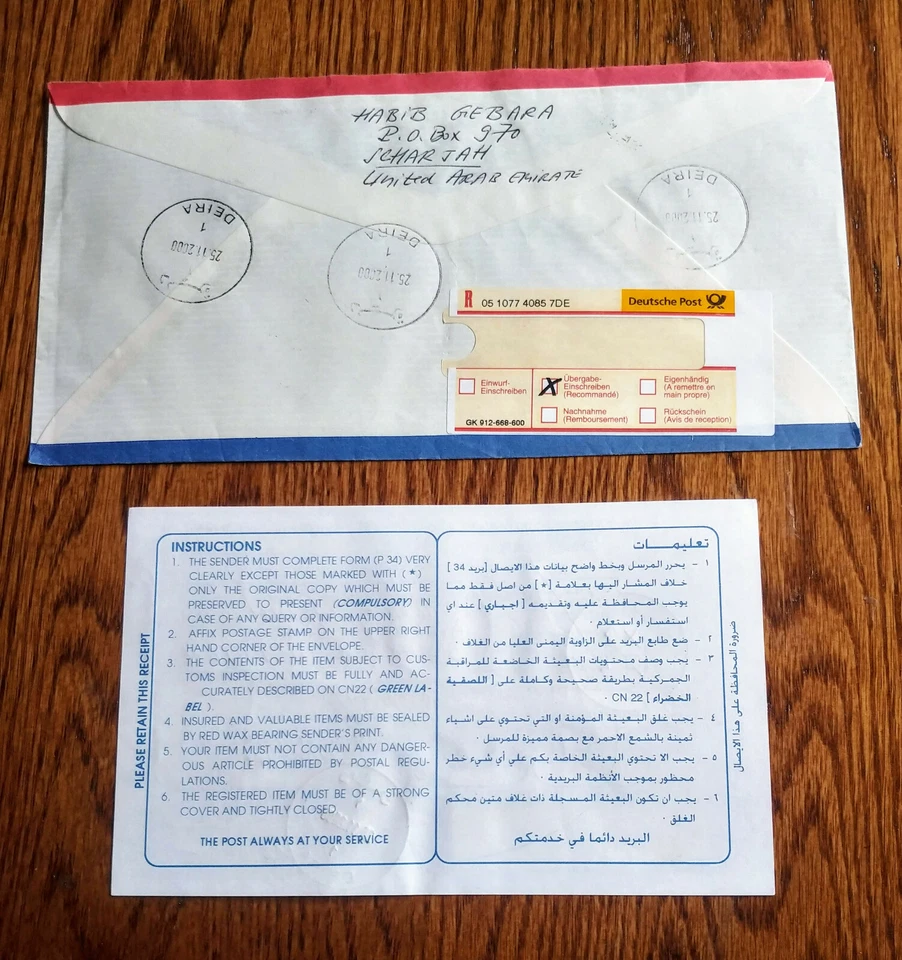 HABIB GEBARA
P.O. Box 970
SCHARJAH
United ARAB EMIRATE
DEIRA
1
25.11.2000
DEIRA
1
25.11.2000
DEIRA
1
25.11.2000
R 05 1077 4085 7DE Deutsche Post
Einwurf-
Einschreiben
X Übergabe-
Einschreiben
(Recommandé)
Eigenhändig
(A remettre en
main propre)
Nachnahme
(Remboursement)
Rückschein
(Avis de reception)
GK 912-668-600
PLEASE RETAIN THIS RECEIPT
INSTRUCTIONS
1. THE SENDER MUST COMPLETE FORM (P 34) VERY
CLEARLY EXCEPT THOSE MARKED WITH (★)
ONLY THE ORIGINAL COPY WHICH MUST BE
PRESERVED TO PRESENT (COMPULSORY) IN
CASE OF ANY QUERY OR INFORMATION.
2. AFFIX POSTAGE STAMP ON THE UPPER RIGHT
HAND CORNER OF THE ENVELOPE.
3. THE CONTENTS OF THE ITEM SUBJECT TO CUS-
TOMS INSPECTION MUST BE FULLY AND AC-
CURATELY DESCRIBED ON CN22 ( GREEN LA-
BEL ).
4. INSURED AND VALUABLE ITEMS MUST BE SEALED
BY RED WAX BEARING SENDER'S PRINT.
5. YOUR ITEM MUST NOT CONTAIN ANY DANGER-
OUS ARTICLE PROHIBITED BY POSTAL REGU-
LATIONS.
6. THE REGISTERED ITEM MUST BE OF A STRONG
COVER AND TIGHTLY CLOSED.
THE POST ALWAYS AT YOUR SERVICE
تعليمـــات
١ - يحرر المرسل وبخط واضح بيانات هذا الايصال [بريد 34 ]
خلاف المشار اليها بعلامة [★] من اصل فقط مما
يوجب المحافظة عليه وتقديمه [ اجباري ] عند اي
استفسار أو استعلام .
٢ - ضع طابع البريد على الزاوية اليمنى العليا من الغلاف .
٣ - يجب وصف محتويات البعيثة الخاضعة للمراقبة
الجمركية بطريقة صحيحة وكاملة على [ اللصقية
الخضراء ] CN 22 .
٤ - يجب غلق البعيثة المؤمنة او التي تحتوي على اشياء
ثمينة بالشمع الاحمر مع بصمة مميزة للمرسل .
٥ - يجب الا تحتوي البعيثة الخاصة بكم على أي شيء خطر
محظور بموجب الأنظمة البريدية .
٦ - يجب ان تكون البعيثة المسجلة ذات غلاف متين محكم
الغلق .
البريد دائما في خدمتكم
ضرورة المحافظة على هذا الايصال